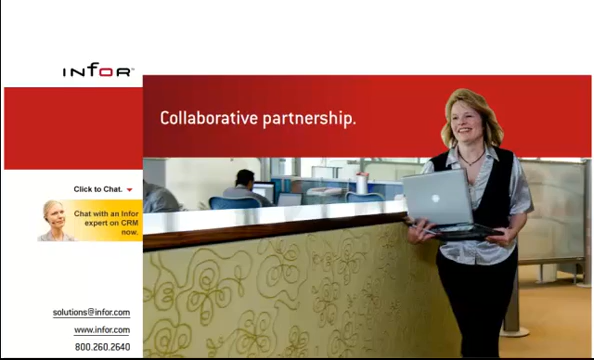 infor™
Collaborative partnership.
Click to Chat.
Chat with an Infor
expert on CRM
now.
solutions@infor.com
www.infor.com
800.260.2640